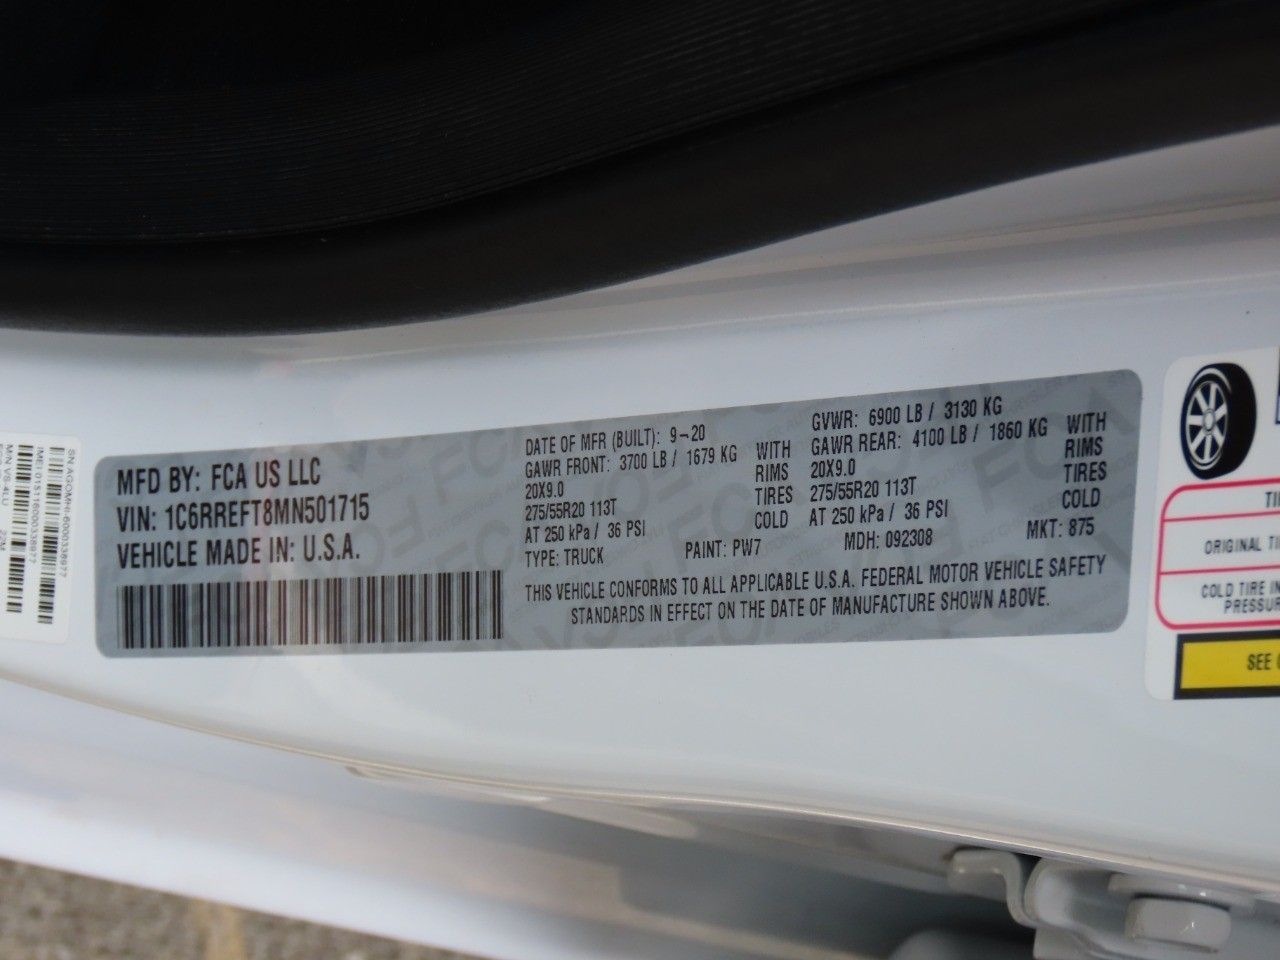 MFD BY: FCA US LLC
VIN: 1C6RREFT8MN501715
VEHICLE MADE IN: U.S.A.
DATE OF MFR (BUILT): 9-20
GAWR FRONT: 3700 LB / 1679 KG WITH
20X9.0 RIMS
275/55R20 113T TIRES
AT 250 kPa / 36 PSI COLD
GVWR: 6900 LB / 3130 KG
GAWR REAR: 4100 LB / 1860 KG WITH
20X9.0 RIMS
275/55R20 113T TIRES
AT 250 kPa / 36 PSI COLD
TYPE: TRUCK PAINT: PW7 MDH: 092308 MKT: 875
THIS VEHICLE CONFORMS TO ALL APPLICABLE U.S.A. FEDERAL MOTOR VEHICLE SAFETY
STANDARDS IN EFFECT ON THE DATE OF MANUFACTURE SHOWN ABOVE.
ORIGINAL
COLD TIRE
SEE